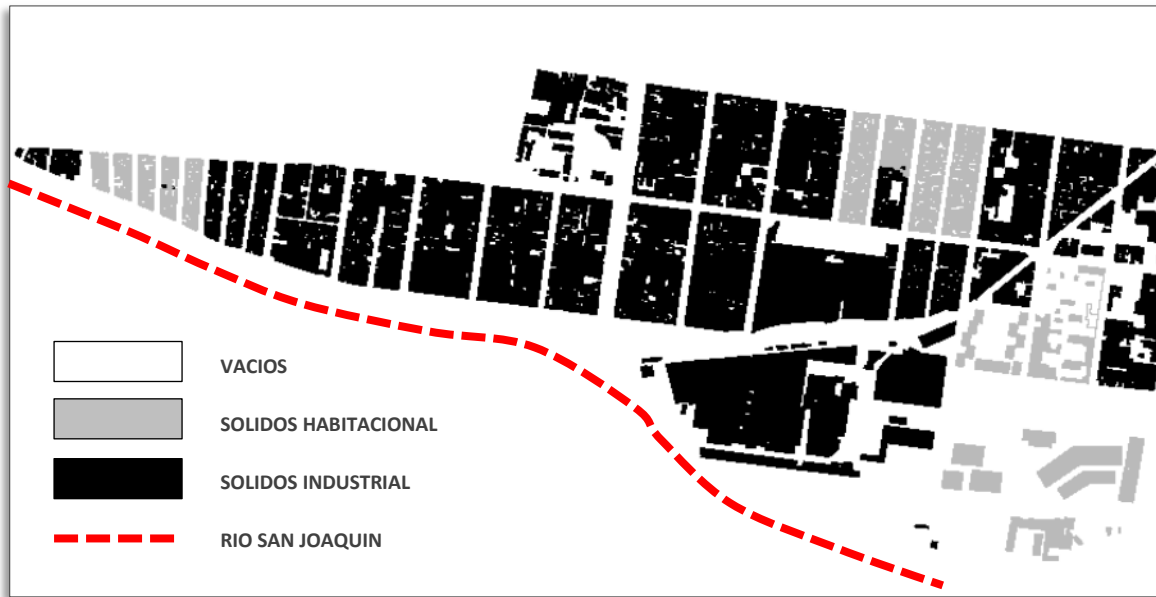 VACIOS
SOLIDOS HABITACIONAL
SOLIDOS INDUSTRIAL
RIO SAN JOAQUIN